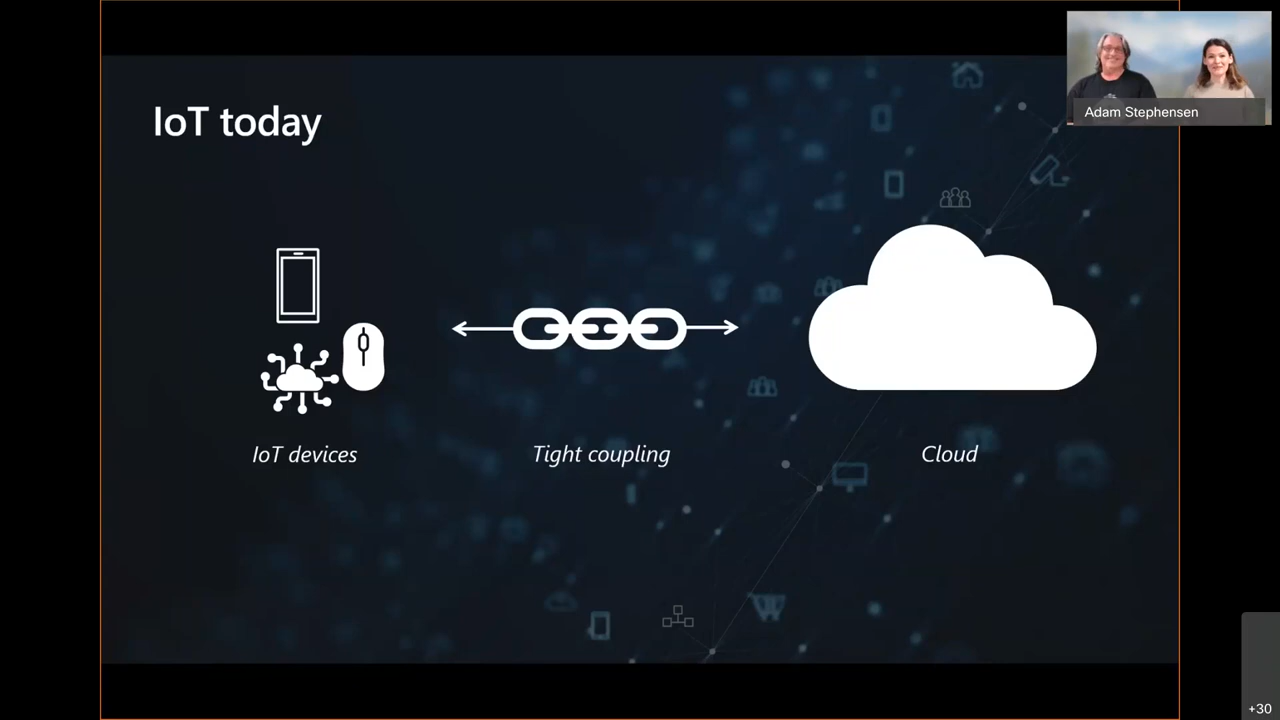 IoT today
Adam Stephensen
IoT devices
Tight coupling
Cloud
+30